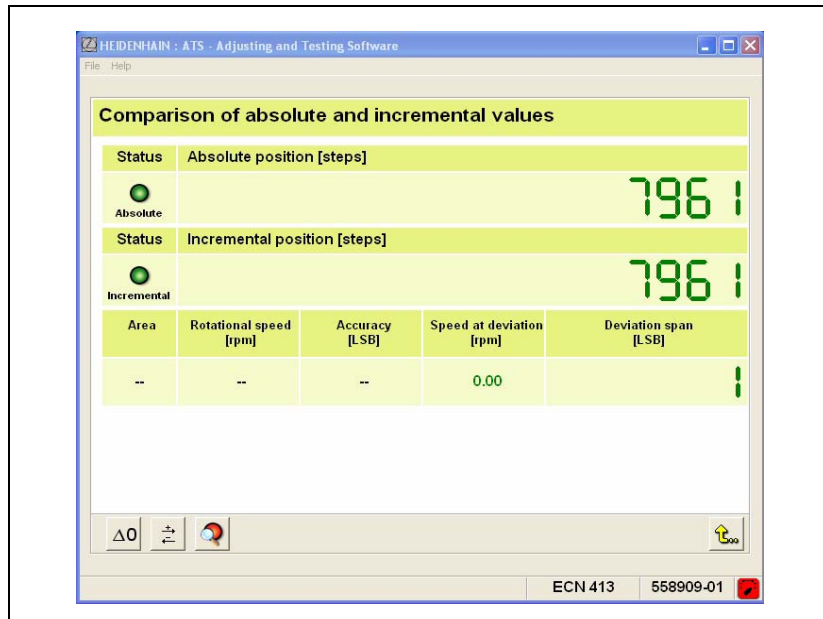 HEIDENHAIN : ATS - Adjusting and Testing Software
File Help
Comparison of absolute and incremental values
Status Absolute position [steps]
Absolute 7961
Status Incremental position [steps]
Incremental 7961
Area Rotational speed [rpm] Accuracy [LSB] Speed at deviation [rpm] Deviation span [LSB]
-- -- -- 0.00 1
Δ0
ECN 413 558909-01